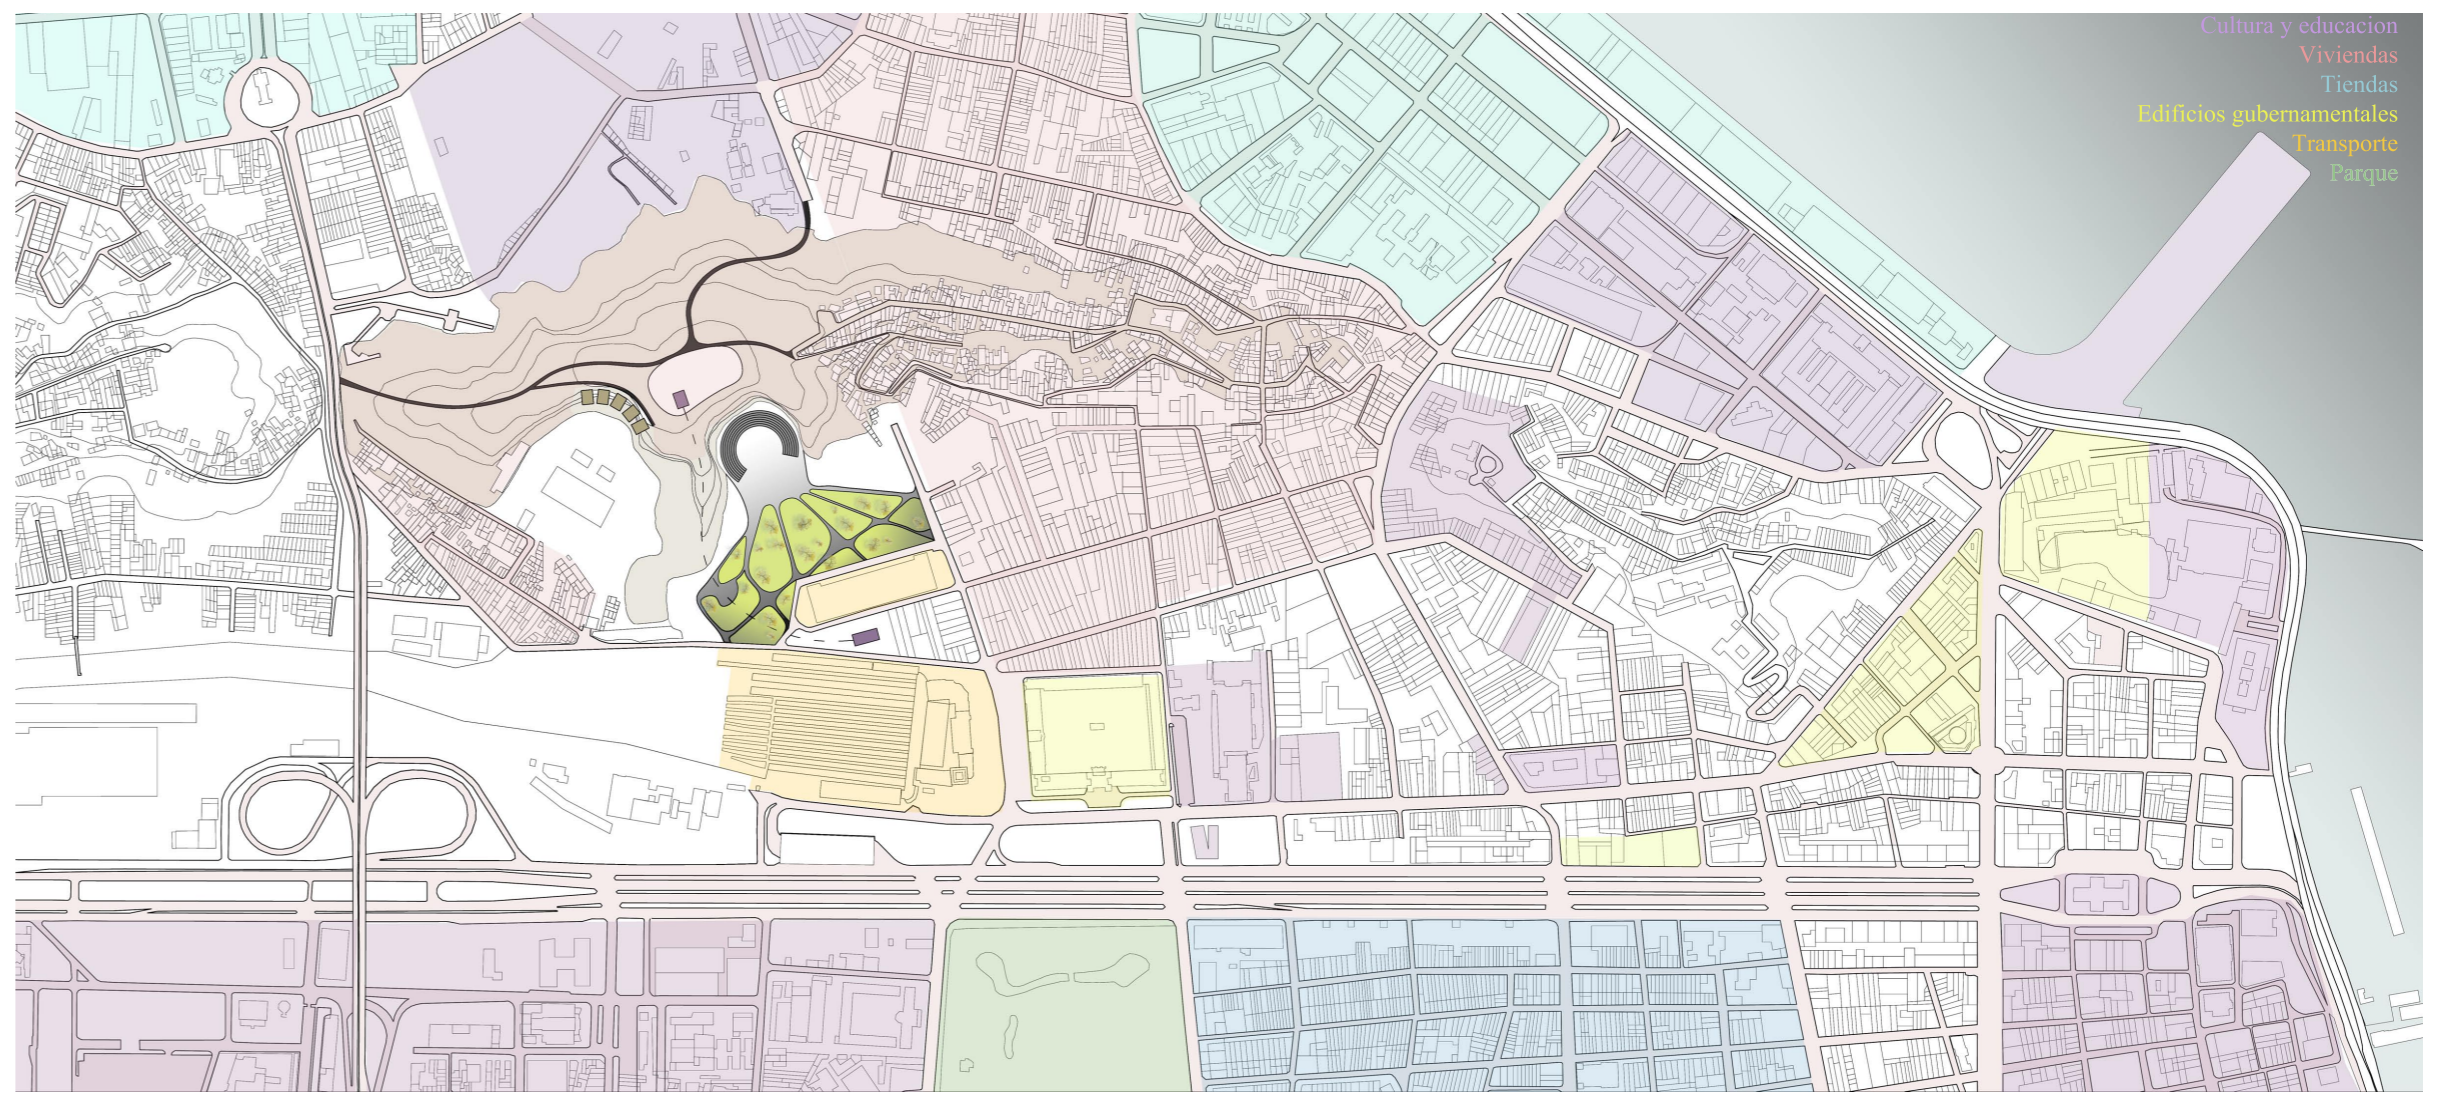 Cultura y educacion
Viviendas
Tiendas
Edificios gubernamentales
Transporte
Parque